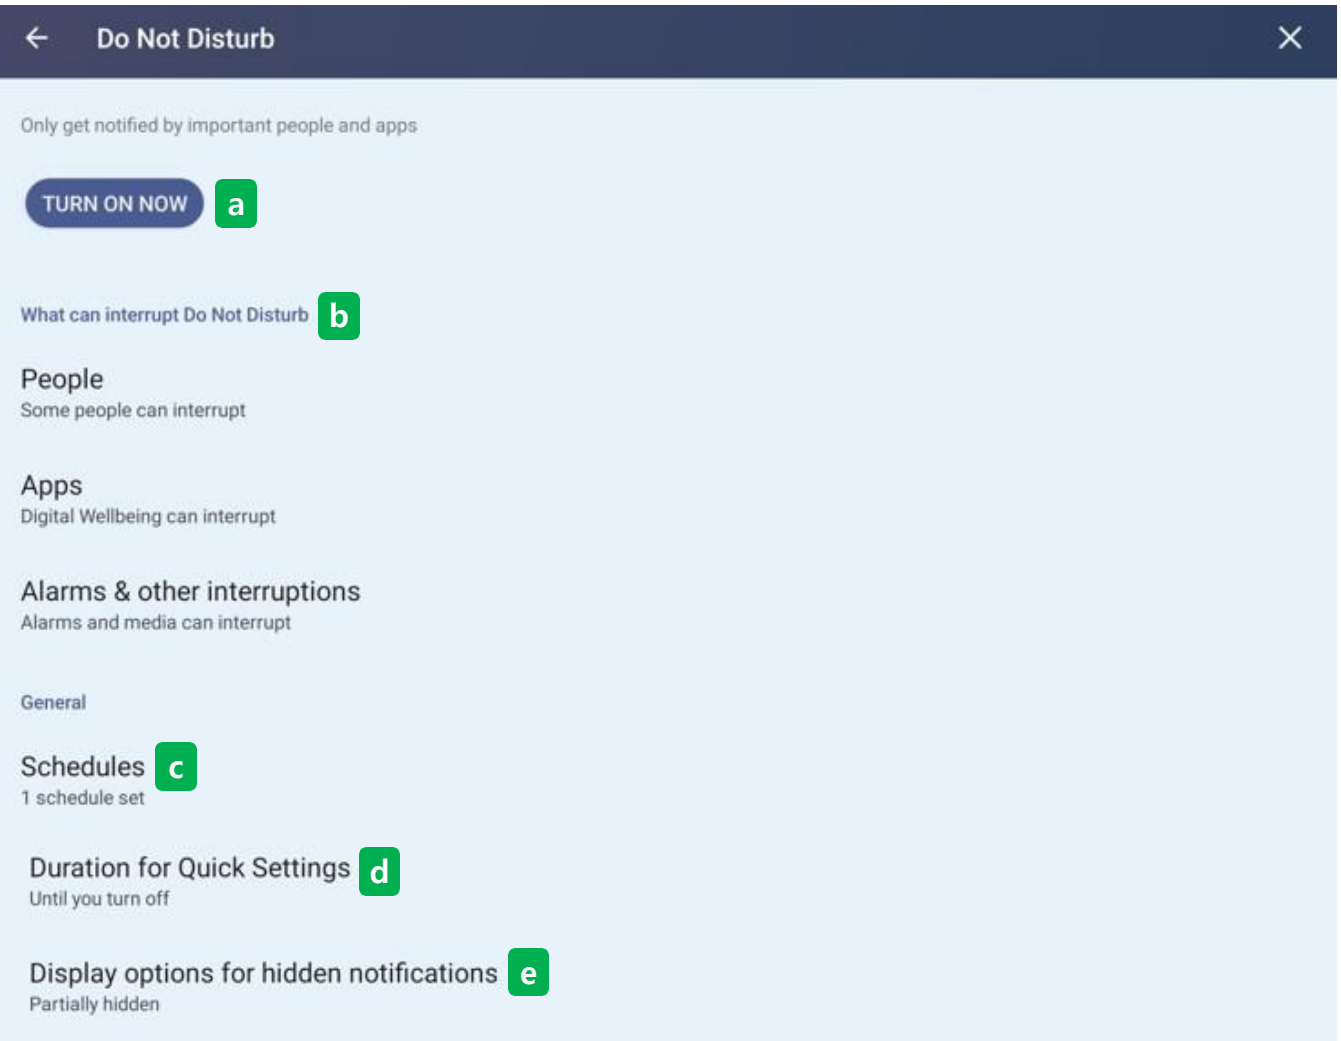 Do Not Disturb
Only get notified by important people and apps
TURN ON NOW a
What can interrupt Do Not Disturb b
People
Some people can interrupt
Apps
Digital Wellbeing can interrupt
Alarms & other interruptions
Alarms and media can interrupt
General
Schedules c
1 schedule set
Duration for Quick Settings d
Until you turn off
Display options for hidden notifications e
Partially hidden